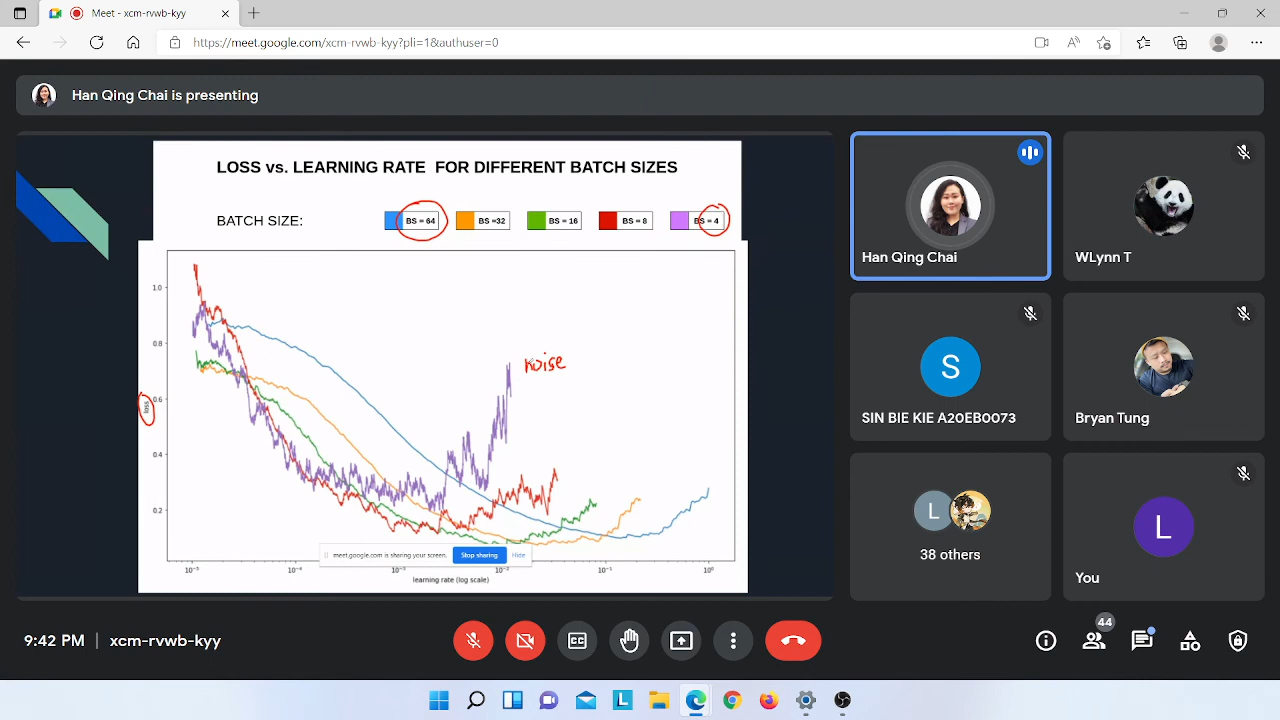 Meet - xcm-rvwb-kyy
https://meet.google.com/xcm-rvwb-kyy?pli=1&authuser=0
Han Qing Chai is presenting
LOSS vs. LEARNING RATE FOR DIFFERENT BATCH SIZES
BATCH SIZE:
BS = 64
BS =32
BS = 16
BS = 8
BS = 4
1.0
0.8
0.6
0.4
0.2
loss
noise
10⁻⁵
10⁻⁴
10⁻³
10⁻²
10⁻¹
10⁰
learning rate (log scale)
meet.google.com is sharing your screen.
Stop sharing
Hide
Han Qing Chai
WLynn T
S
SIN BIE KIE A20EB0073
Bryan Tung
L
38 others
L
You
9:42 PM | xcm-rvwb-kyy
CC
44
L